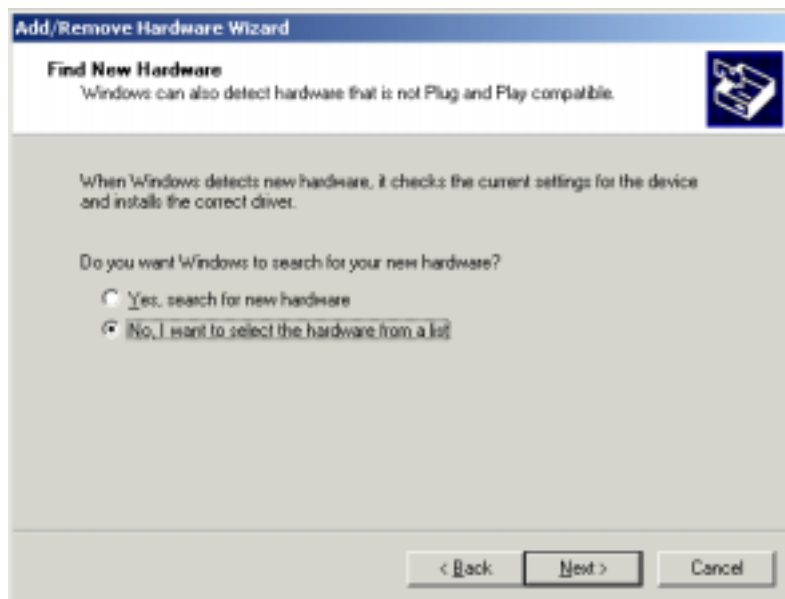 Add/Remove Hardware Wizard
Find New Hardware
Windows can also detect hardware that is not Plug and Play compatible.
When Windows detects new hardware, it checks the current settings for the device
and installs the correct driver.
Do you want Windows to search for your new hardware?
Yes, search for new hardware
No, I want to select the hardware from a list
< Back Next > Cancel